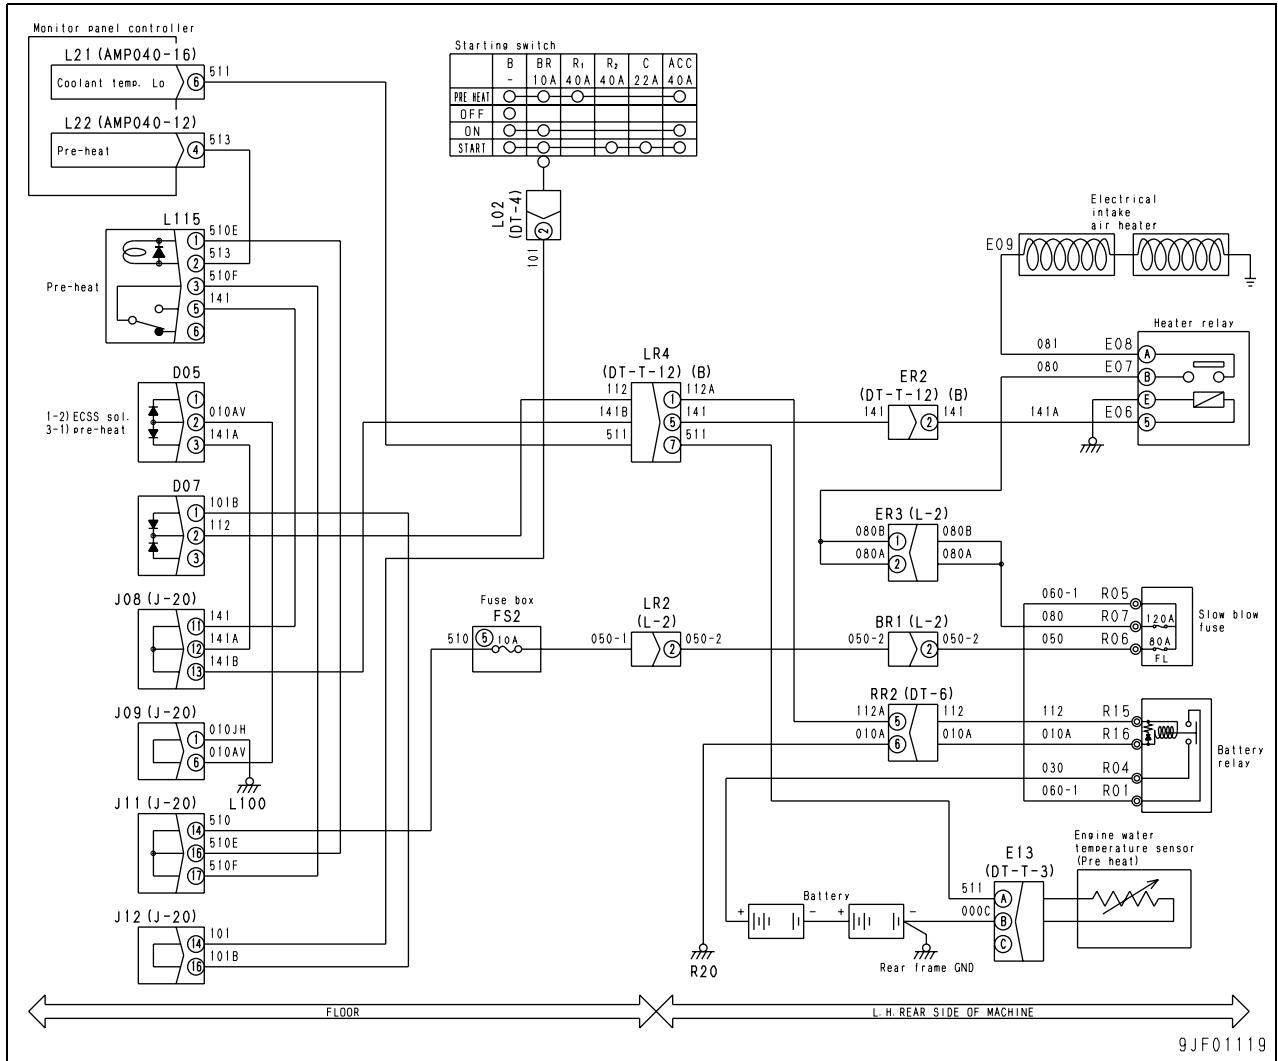 Monitor panel controller
L21 (AMP040-16)
Coolant temp. Lo
6
511
L22 (AMP040-12)
Pre-heat
4
513
Starting switch
B BR R1 R2 C ACC
- 10A 40A 40A 22A 40A
PRE HEAT
OFF
ON
START
L02
(DT-4)
2
101
L115
Pre-heat
1 510E
2 513
3 510F
5 141
6
D05
1-2) ECSS sol.
3-1) pre-heat
1
2 010AV
3 141A
D07
1 101B
2 112
3
J08 (J-20)
11 141
12 141A
13 141B
J09 (J-20)
1 010JH
6 010AV
L100
J11 (J-20)
14 510
16 510E
17 510F
J12 (J-20)
14 101
16 101B
Fuse box
FS2
510 5 10A
LR4
(DT-T-12) (B)
112 1 112A
141B 5 141
511 7 511
LR2
(L-2)
050-1 2 050-2
ER2
(DT-T-12) (B)
141 2 141
141A
Electrical
intake
air heater
E09
Heater relay
081 E08 A
080 E07 B
E
E06 5
ER3 (L-2)
080B 1 080B
080A 2 080A
BR1 (L-2)
050-2 2 050-2
060-1 R05
080 R07 120A
050 R06 80A
FL
Slow blow
fuse
RR2 (DT-6)
112A 5 112
010A 6 010A
112 R15
010A R16
030 R04
060-1 R01
Battery
relay
R20
Battery
+ - + -
Rear frame GND
E13
(DT-T-3)
511 A
000C B
C
Engine water
temperature sensor
(Pre heat)
FLOOR
L.H. REAR SIDE OF MACHINE
9JF01119